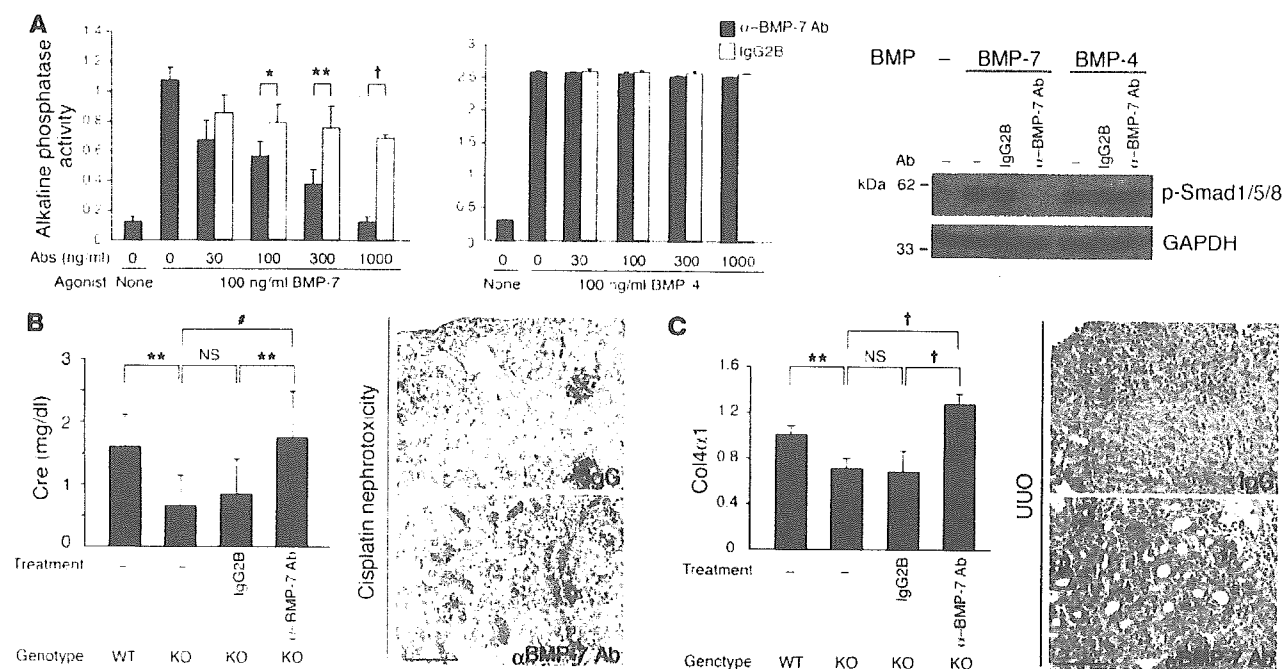 A
α-BMP-7 Ab
IgG2B
Alkaline phosphatase
activity
1.4
1.2
1
0.8
0.6
0.4
0.2
0
* ** †
Abs (ng/ml) 0 0 30 100 300 1000
Agonist None 100 ng/ml BMP-7
3
2.5
2
1.5
1
0
0 0 30 100 300 1000
None 100 ng/ml BMP-4
BMP – BMP-7 BMP-4
Ab – – IgG2B α-BMP-7 Ab – IgG2B α-BMP-7 Ab
kDa 62 p-Smad1/5/8
33 GAPDH
B
#
** NS **
Cre (mg/dl)
3
2
1
0
Treatment – – IgG2B α-BMP-7 Ab
Genotype WT KO KO KO
Cisplatin nephrotoxicity
IgG
αBMP-7 Ab
C
†
** NS †
Col4α1
1.6
1.2
0.8
0.4
0
Treatment – – IgG2B α-BMP-7 Ab
Genctype WT KO KO KO
UUO
IgG